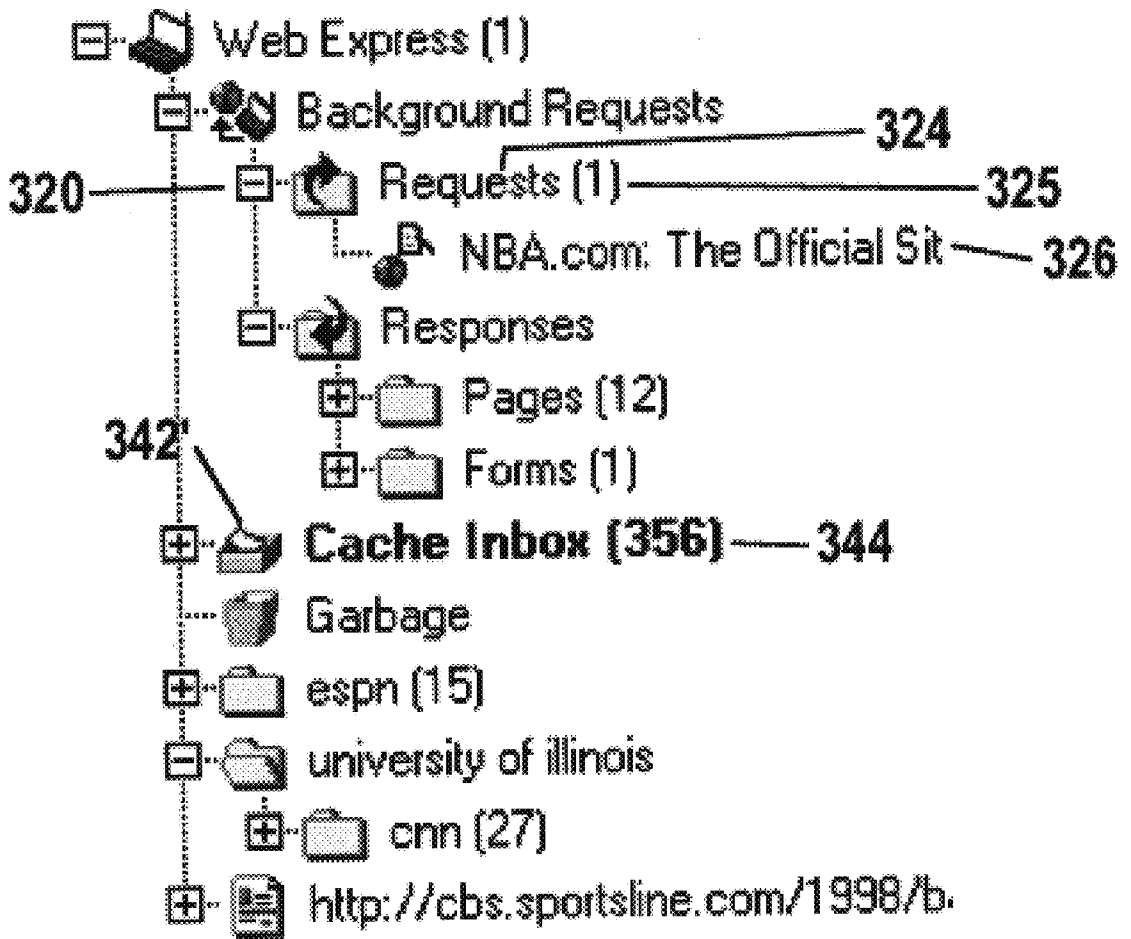 Web Express (1)
Background Requests
324
320
Requests (1)
325
NBA.com: The Official Sit
326
Responses
Pages (12)
342'
Forms (1)
Cache Inbox (356)
344
Garbage
espn (15)
university of illinois
cnn (27)
http://cbs.sportsline.com/1998/b.